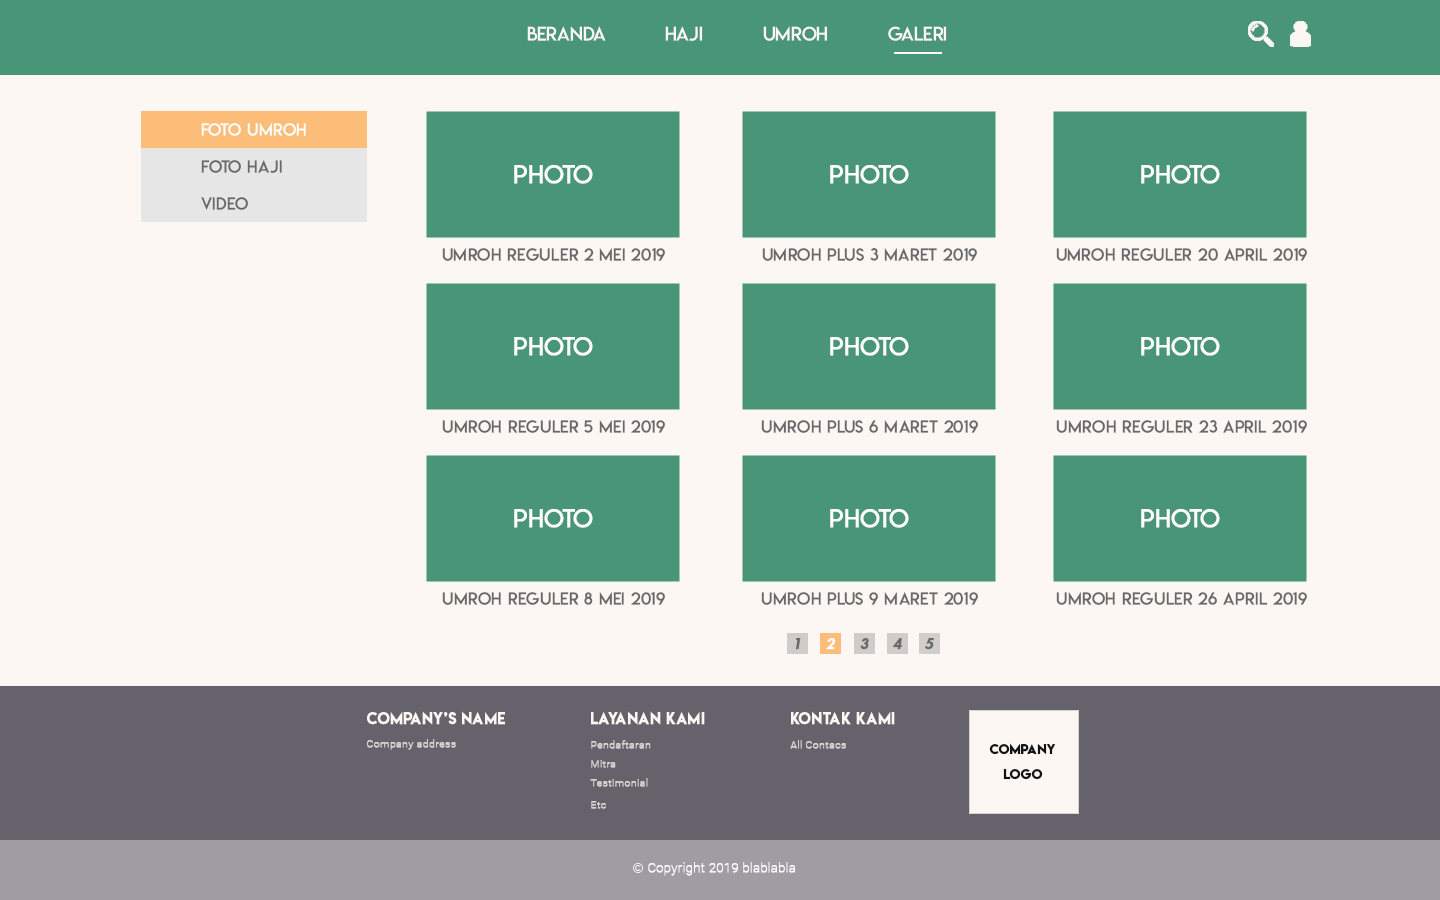 BERANDA HAJI UMROH GALERI
FOTO UMROH
FOTO HAJI
VIDEO
PHOTO PHOTO PHOTO
UMROH REGULER 2 MEI 2019 UMROH PLUS 3 MARET 2019 UMROH REGULER 20 APRIL 2019
PHOTO PHOTO PHOTO
UMROH REGULER 5 MEI 2019 UMROH PLUS 6 MARET 2019 UMROH REGULER 23 APRIL 2019
PHOTO PHOTO PHOTO
UMROH REGULER 8 MEI 2019 UMROH PLUS 9 MARET 2019 UMROH REGULER 26 APRIL 2019
1 2 3 4 5
COMPANY'S NAME
Company address
LAYANAN KAMI
Pendaftaran
Mitra
Testimonial
Etc
KONTAK KAMI
All Contacs
COMPANY
LOGO
© Copyright 2019 blablabla